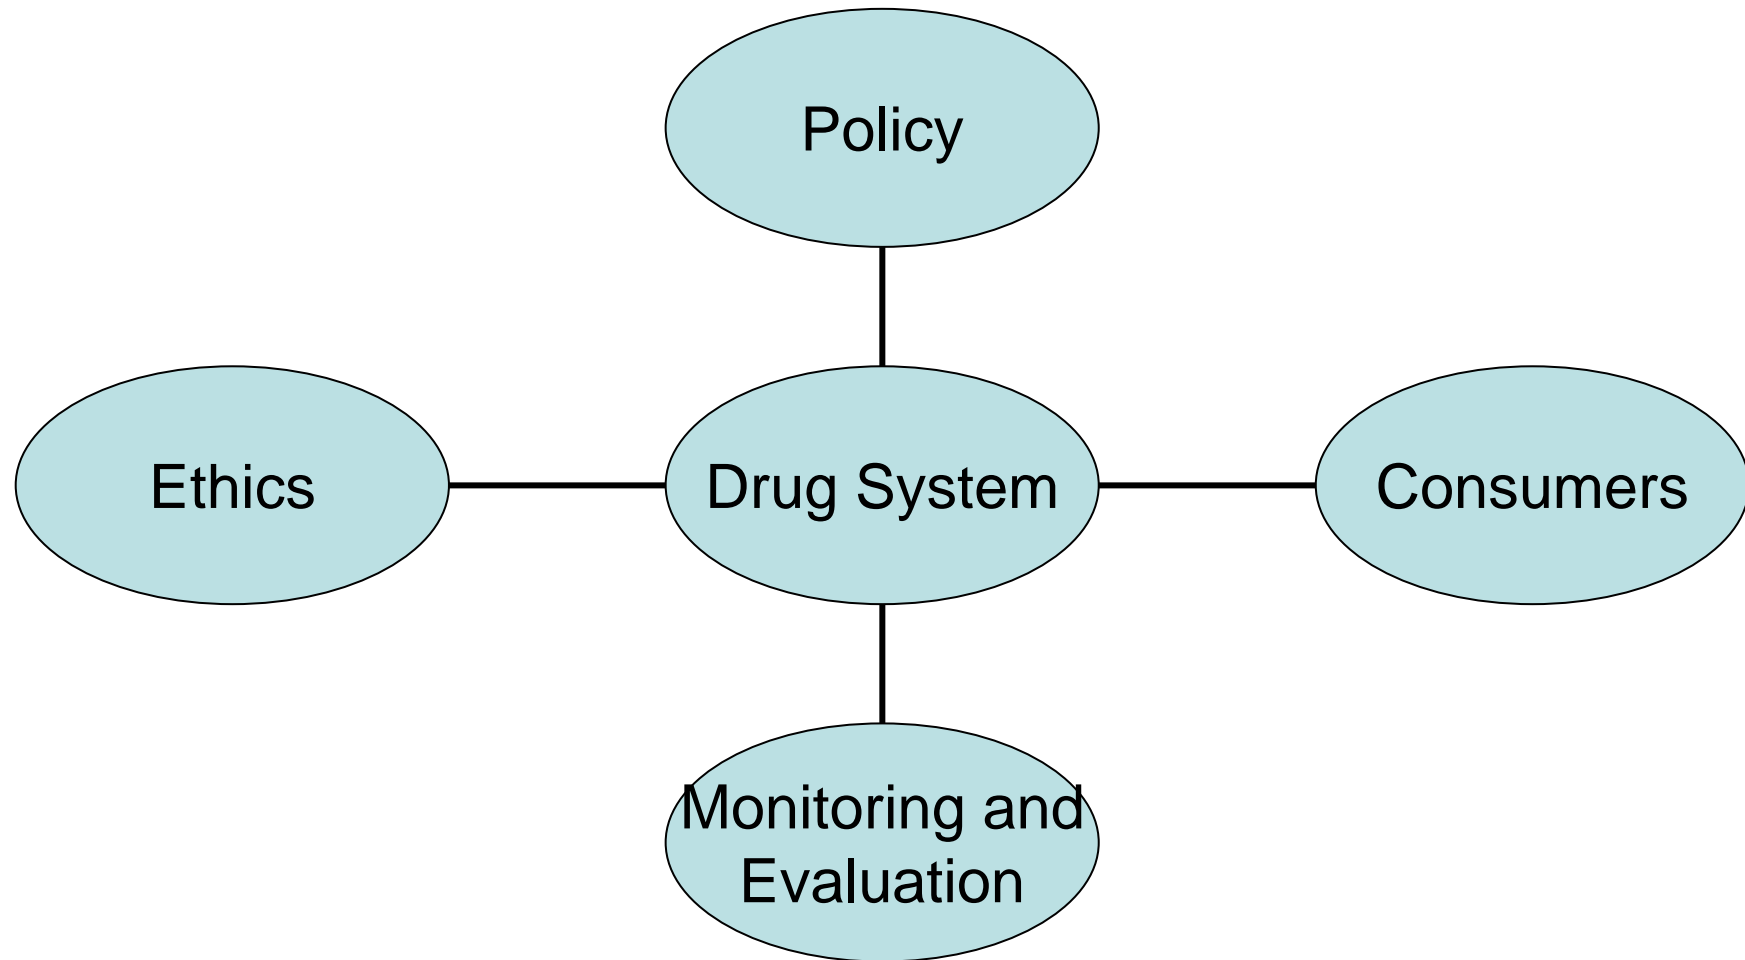 Policy
Ethics
Drug System
Consumers
Monitoring and
Evaluation